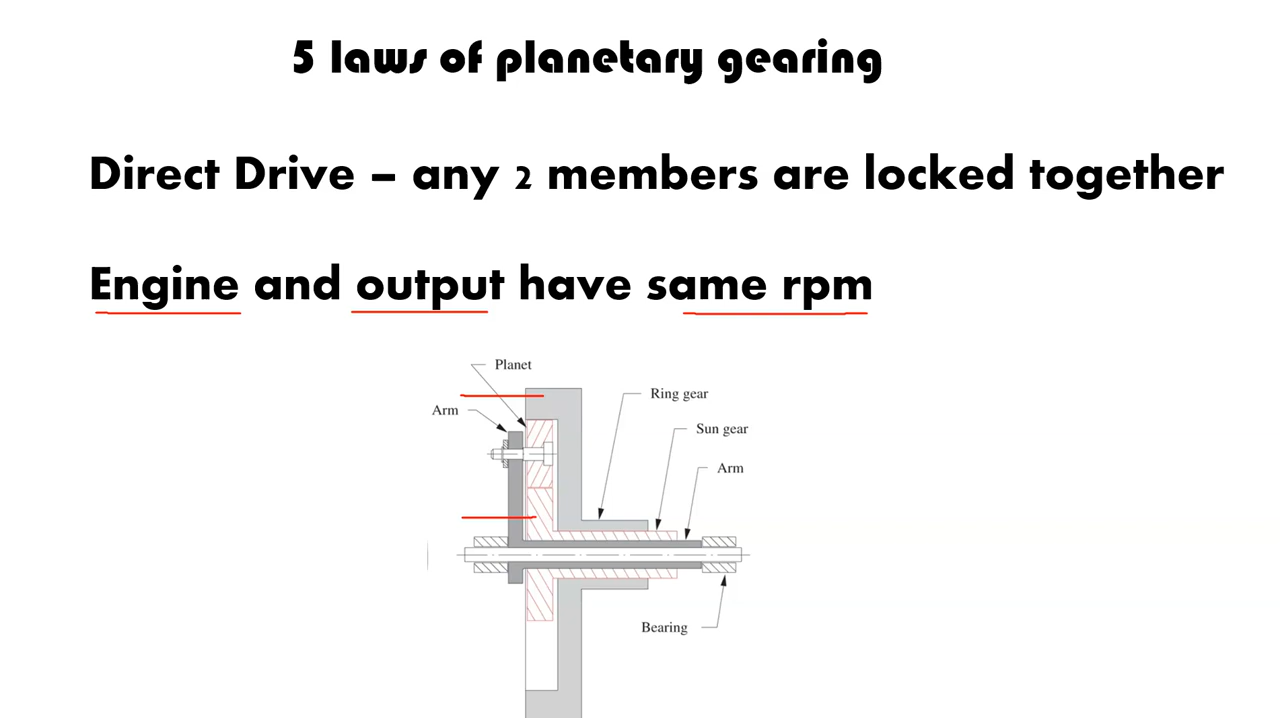 5 laws of planetary gearing
Direct Drive – any 2 members are locked together
Engine and output have same rpm
Planet
Arm
Ring gear
Sun gear
Arm
Bearing